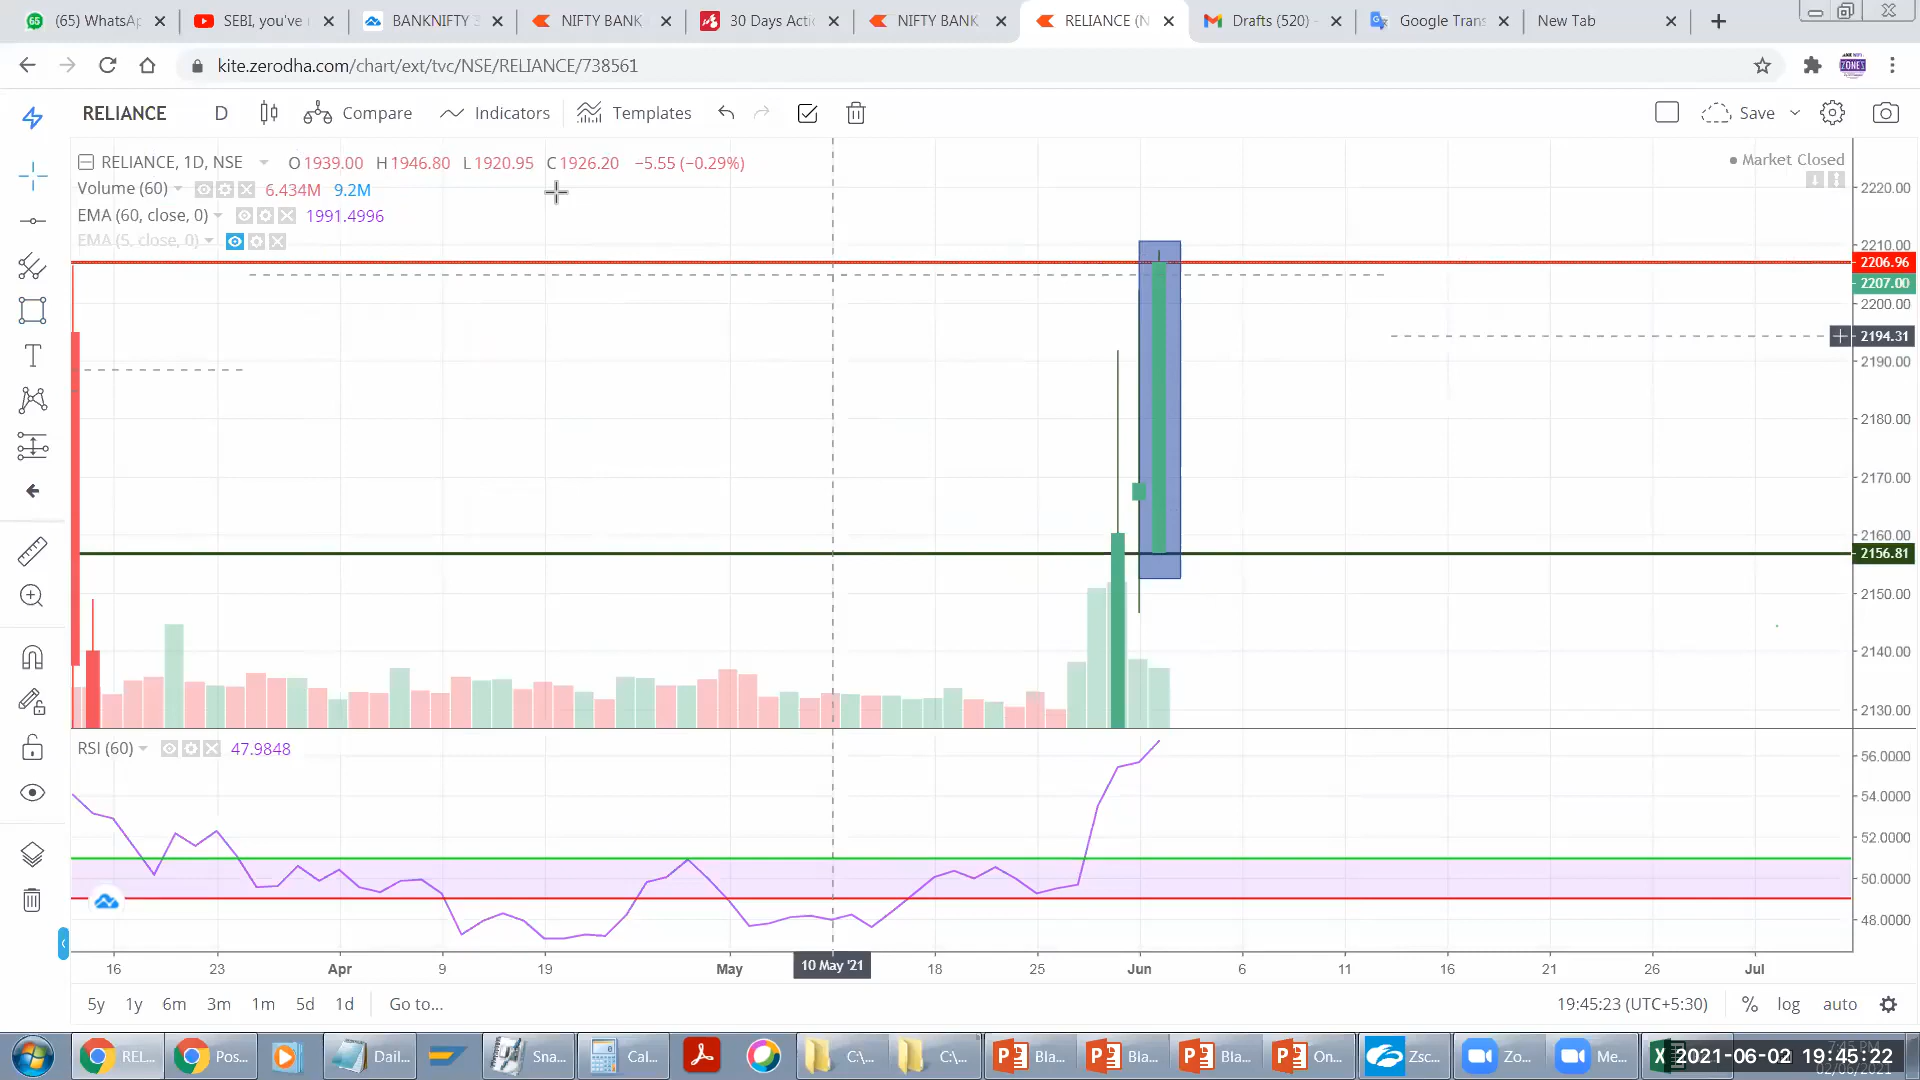 (65) WhatsAp
SEBI, you've
BANKNIFTY 3
NIFTY BANK
30 Days Acti
NIFTY BANK
RELIANCE (N
Drafts (520) -
Google Trans
New Tab
kite.zerodha.com/chart/ext/tvc/NSE/RELIANCE/738561
RELIANCE D Compare Indicators Templates Save
RELIANCE, 1D, NSE O 1939.00 H 1946.80 L 1920.95 C 1926.20 −5.55 (−0.29%)
Market Closed
Volume (60) 6.434M 9.2M
EMA (60, close, 0) 1991.4996
EMA (5, close, 0)
2220.00
2210.00
2206.96
2207.00
2200.00
2194.31
2190.00
2180.00
2170.00
2160.00
2156.81
2150.00
2140.00
2130.00
RSI (60) 47.9848
56.0000
54.0000
52.0000
50.0000
48.0000
16 23 Apr 9 19 May 10 May '21 18 25 Jun 6 11 16 21 26 Jul
5y 1y 6m 3m 1m 5d 1d Go to... 19:45:23 (UTC+5:30) % log auto
REL... Pos... Dail... Sna... Cal... C:\... C:\... Bla... Bla... Bla... On... Zsc... Zo... Me...
2021-06-02 19:45:22
02/06/2021